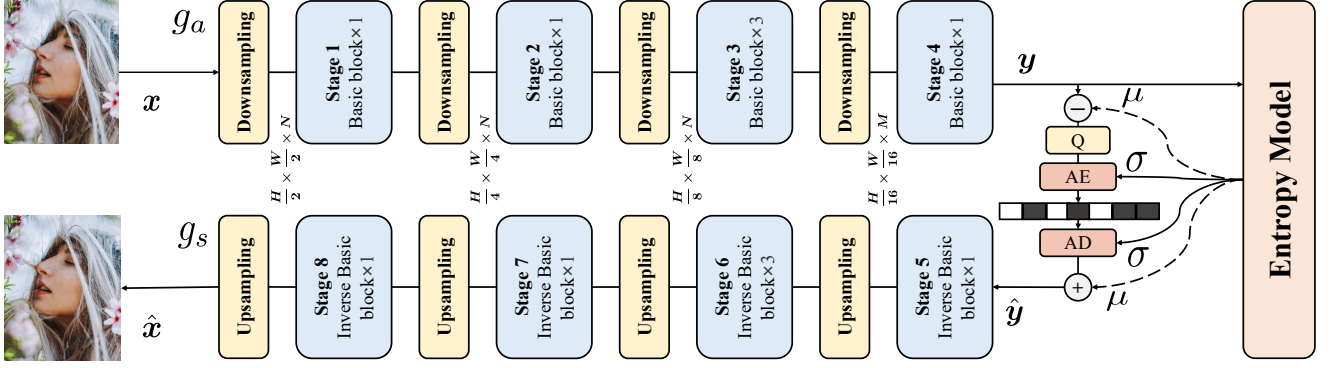 g_a
x
Downsampling
Stage 1
Basic block×1
Downsampling
Stage 2
Basic block×1
Downsampling
Stage 3
Basic block×3
Downsampling
Stage 4
Basic block×1
y
−
μ
Q
σ
AE
AD
σ
+
μ
Entropy Model
H/2 × W/2 × N
H/4 × W/4 × N
H/8 × W/8 × N
H/16 × W/16 × M
g_s
x̂
Upsampling
Stage 8
Inverse Basic
block×1
Upsampling
Stage 7
Inverse Basic
block×1
Upsampling
Stage 6
Inverse Basic
block×3
Upsampling
Stage 5
Inverse Basic
block×1
ŷ